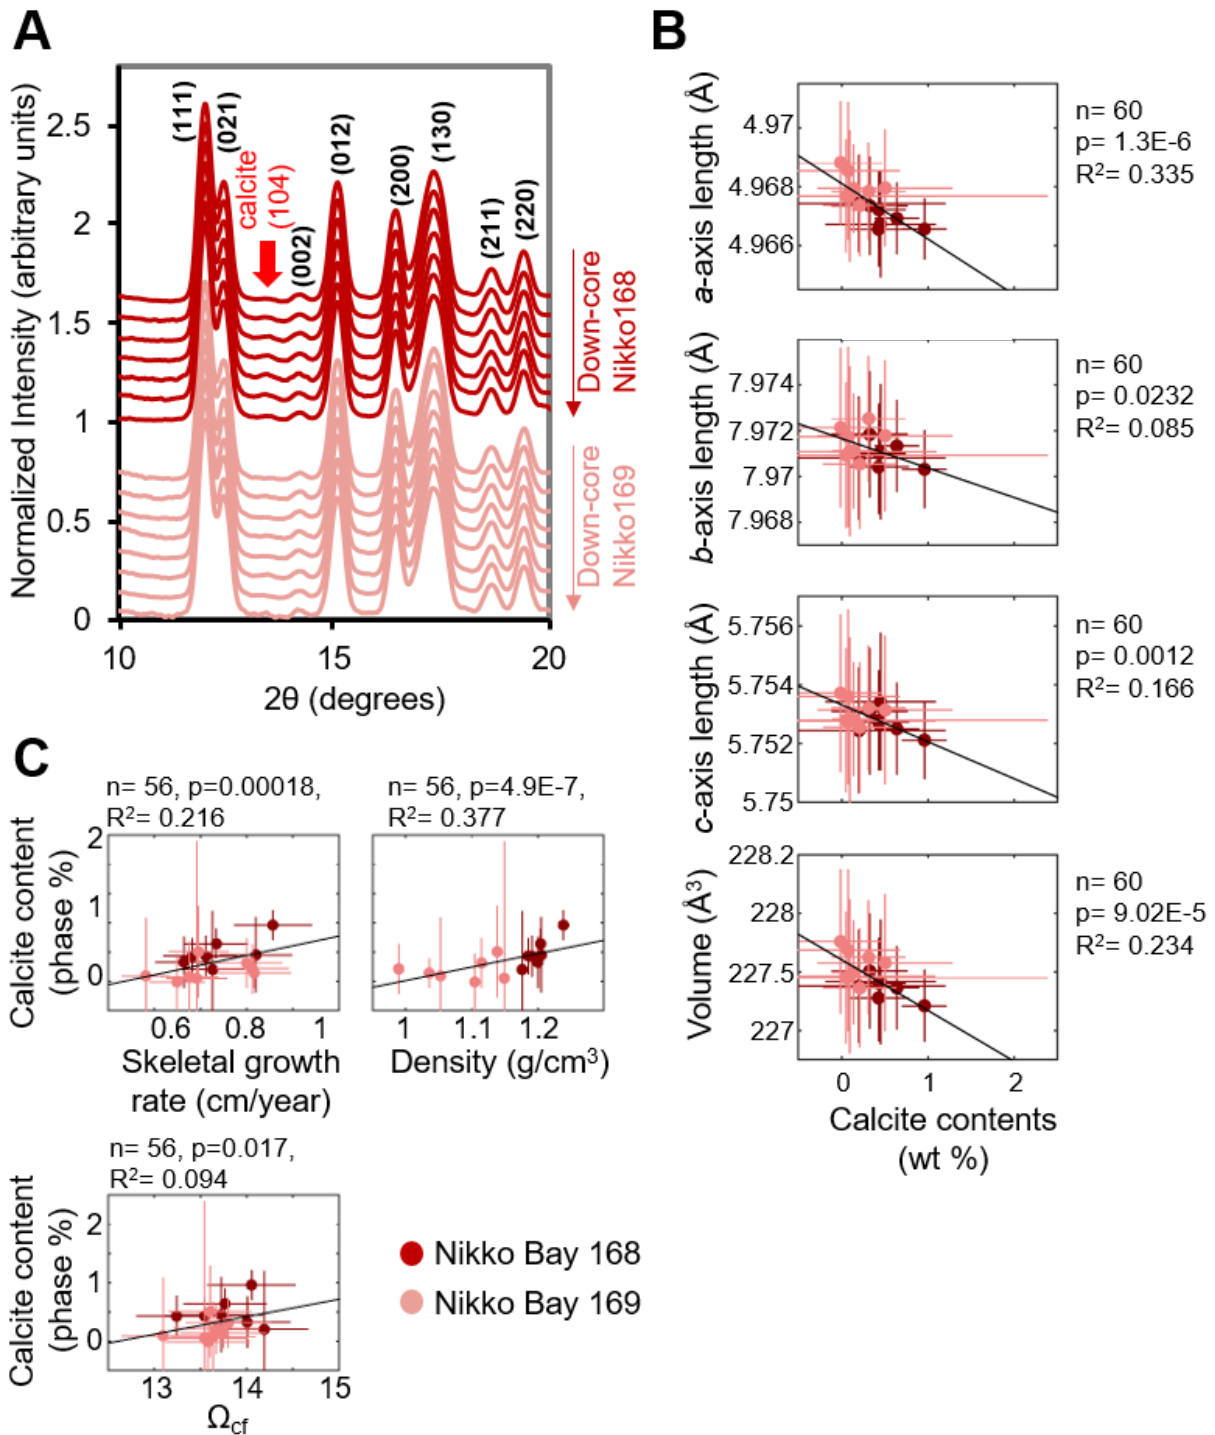 A
Normalized Intensity (arbitrary units)
2.5
2
1.5
1
0.5
0
10
15
20
2θ (degrees)
(111)
(021)
calcite
(104)
(002)
(012)
(200)
(130)
(211)
(220)
Down-core
Nikko168
Down-core
Nikko169
B
a-axis length (Å)
4.97
4.968
4.966
n= 60
p= 1.3E-6
R²= 0.335
b-axis length (Å)
7.974
7.972
7.97
7.968
n= 60
p= 0.0232
R²= 0.085
c-axis length (Å)
5.756
5.754
5.752
5.75
n= 60
p= 0.0012
R²= 0.166
Volume (Å³)
228.2
228
227.5
227
n= 60
p= 9.02E-5
R²= 0.234
0
1
2
Calcite contents
(wt %)
C
n= 56, p=0.00018,
R²= 0.216
Calcite content
(phase %)
2
1
0
0.6
0.8
1
Skeletal growth
rate (cm/year)
n= 56, p=4.9E-7,
R²= 0.377
1
1.1
1.2
Density (g/cm³)
n= 56, p=0.017,
R²= 0.094
Calcite content
(phase %)
2
1
0
13
14
15
Ωcf
Nikko Bay 168
Nikko Bay 169